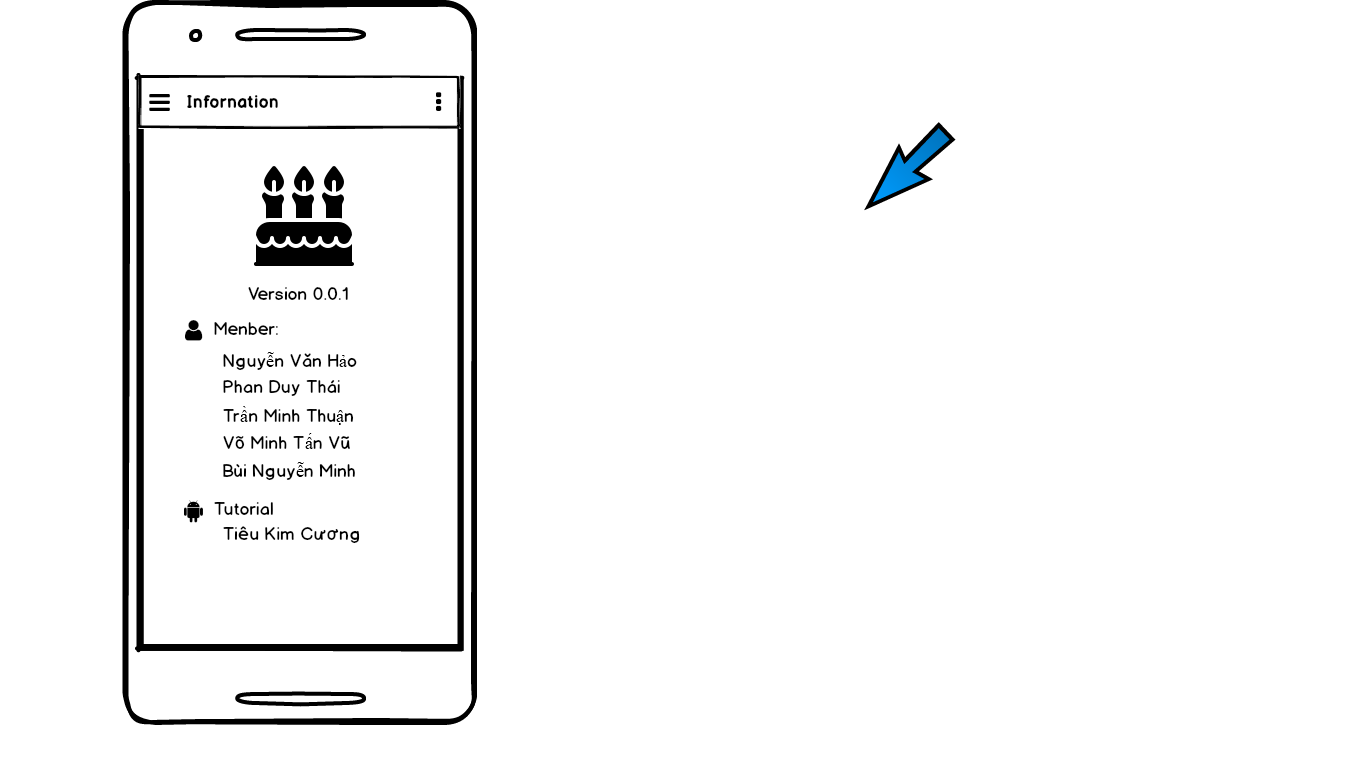 Infornation
Version 0.0.1
Menber:
Nguyễn Văn Hảo
Phan Duy Thái
Trần Minh Thuận
Võ Minh Tấn Vũ
Bùi Nguyễn Minh
Tutorial
Tiêu Kim Cương